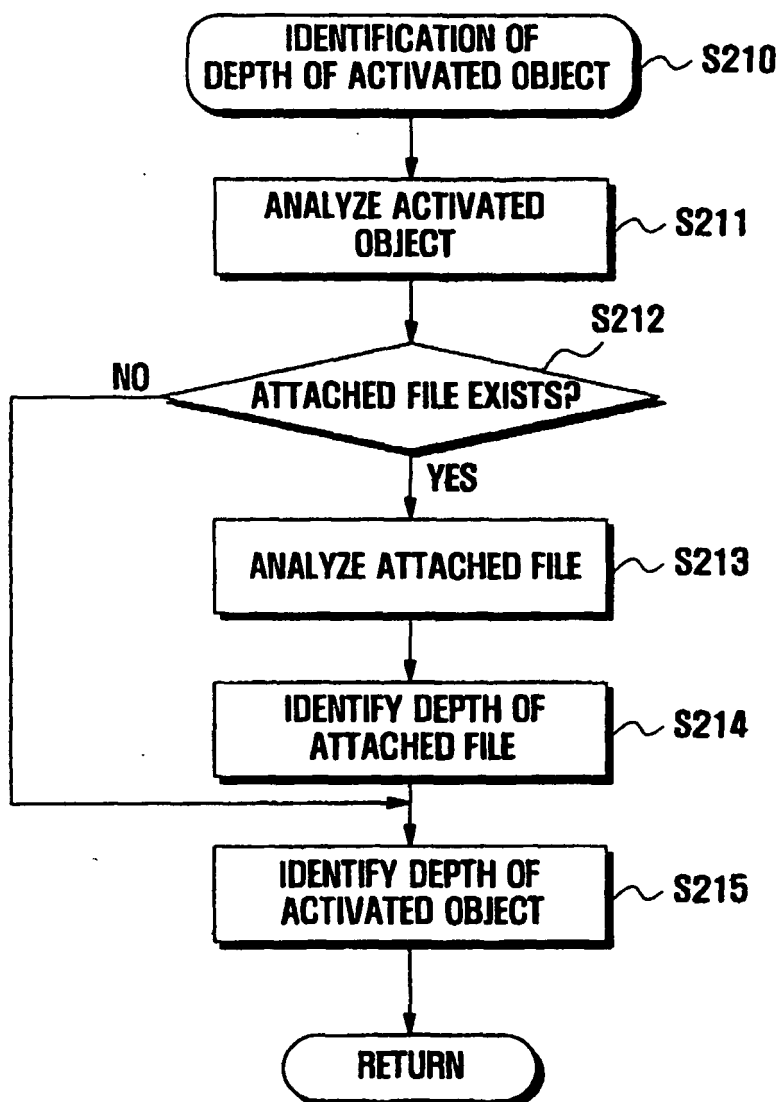 IDENTIFICATION OF
DEPTH OF ACTIVATED OBJECT
S210
ANALYZE ACTIVATED
OBJECT
S211
S212
NO
ATTACHED FILE EXISTS?
YES
ANALYZE ATTACHED FILE
S213
IDENTIFY DEPTH OF
ATTACHED FILE
S214
IDENTIFY DEPTH OF
ACTIVATED OBJECT
S215
RETURN